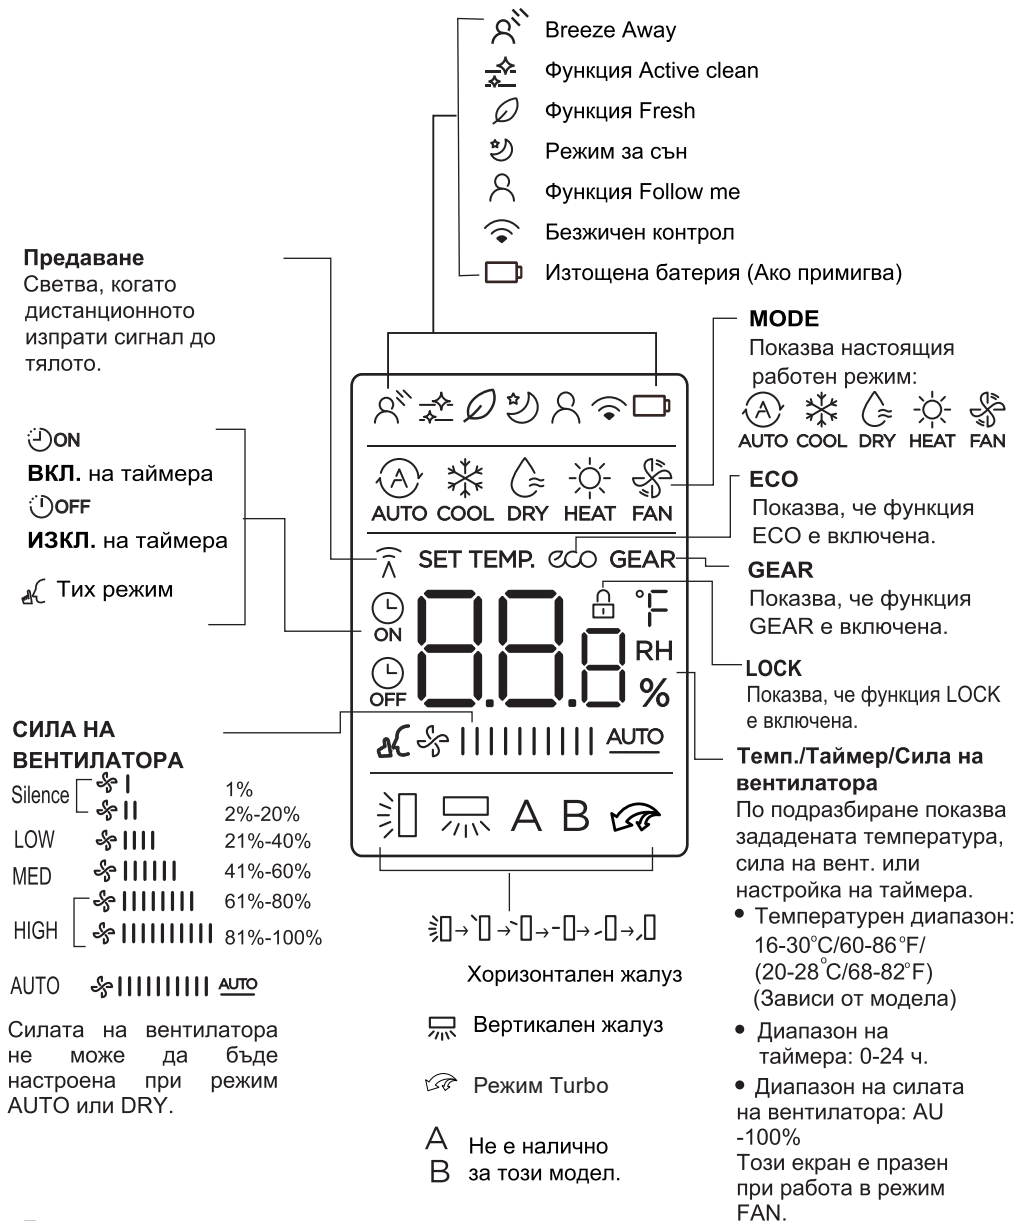 Breeze Away
Функция Active clean
Функция Fresh
Режим за сън
Функция Follow me
Безжичен контрол
Изтощена батерия (Ако примигва)
Предаване
Светва, когато
дистанционното
изпрати сигнал до
тялото.
ON
ВКЛ. на таймера
OFF
ИЗКЛ. на таймера
Тих режим
MODE
Показва настоящия
работен режим:
A
AUTO COOL DRY HEAT FAN
ECO
Показва, че функция
ECO е включена.
GEAR
Показва, че функция
GEAR е включена.
LOCK
Показва, че функция LOCK
е включена.
A
AUTO COOL DRY HEAT FAN
SET TEMP. eco GEAR
ON
OFF
88.8
°F
RH
%
AUTO
A B
СИЛА НА
ВЕНТИЛАТОРА
Silence 1%
2%-20%
LOW 21%-40%
MED 41%-60%
61%-80%
HIGH 81%-100%
AUTO AUTO
Силата на вентилатора
не може да бъде
настроена при режим
AUTO или DRY.
Хоризонтален жалуз
Вертикален жалуз
Режим Turbo
A Не е налично
B за този модел.
Темп./Таймер/Сила на
вентилатора
По подразбиране показва
зададената температура,
сила на вент. или
настройка на таймера.
• Температурен диапазон:
16-30°C/60-86°F/
(20-28°C/68-82°F)
(Зависи от модела)
• Диапазон на
таймера: 0-24 ч.
• Диапазон на силата
на вентилатора: AU
-100%
Този екран е празен
при работа в режим
FAN.